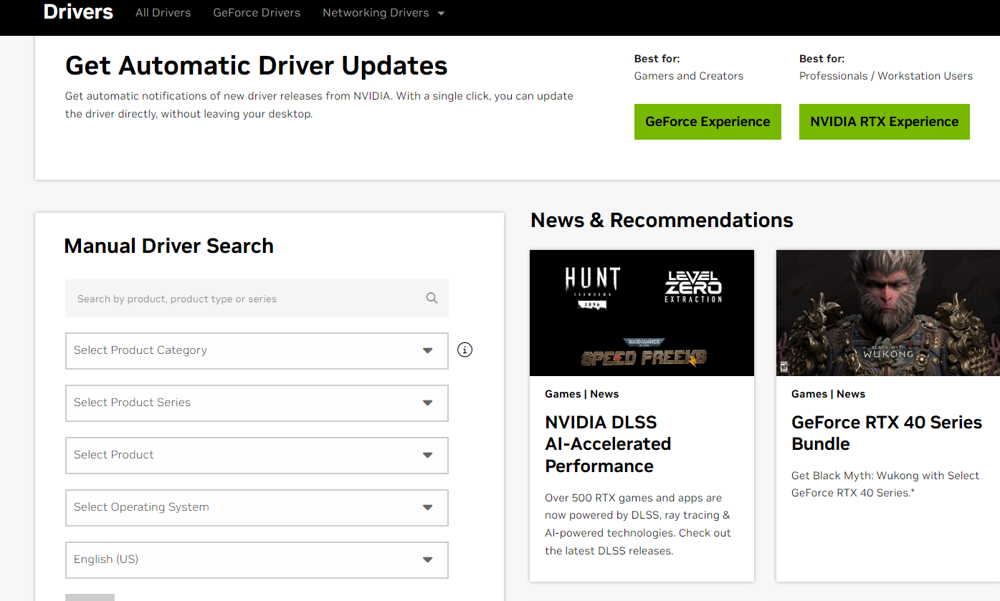 Drivers
All Drivers
GeForce Drivers
Networking Drivers
Get Automatic Driver Updates
Get automatic notifications of new driver releases from NVIDIA. With a single click, you can update
the driver directly, without leaving your desktop.
Best for:
Gamers and Creators
GeForce Experience
Best for:
Professionals / Workstation Users
NVIDIA RTX Experience
Manual Driver Search
Search by product, product type or series
Select Product Category
Select Product Series
Select Product
Select Operating System
English (US)
News & Recommendations
HUNT
SHOWDOWN
1896
LEVEL
ZERO
EXTRACTION
WARHAMMER
40,000
SPEED FREEKS
Games | News
NVIDIA DLSS
AI-Accelerated
Performance
Over 500 RTX games and apps are
now powered by DLSS, ray tracing &
AI-powered technologies. Check out
the latest DLSS releases.
BLACK MYTH
WUKONG
RP
Games | News
GeForce RTX 40 Series
Bundle
Get Black Myth: Wukong with Select
GeForce RTX 40 Series.*